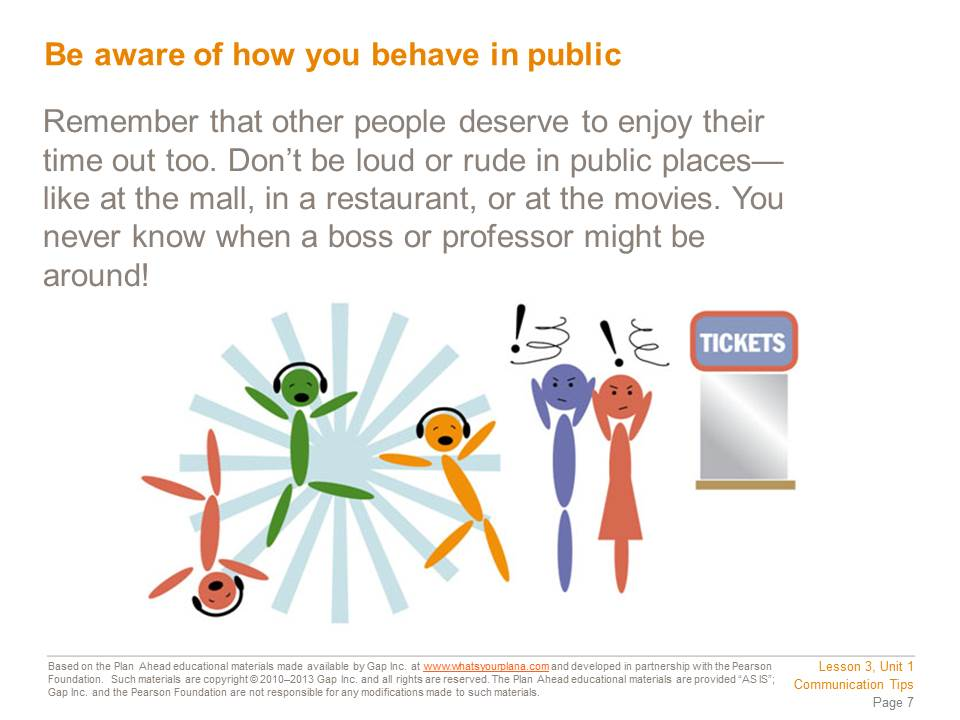 Be aware of how you behave in public
Remember that other people deserve to enjoy their
time out too. Don’t be loud or rude in public places—
like at the mall, in a restaurant, or at the movies. You
never know when a boss or professor might be
around!
! !
TICKETS
Based on the Plan Ahead educational materials made available by Gap Inc. at www.whatsyourplana.com and developed in partnership with the Pearson
Foundation. Such materials are copyright © 2010–2013 Gap Inc. and all rights are reserved. The Plan Ahead educational materials are provided “AS IS”;
Gap Inc. and the Pearson Foundation are not responsible for any modifications made to such materials.
Lesson 3, Unit 1
Communication Tips
Page 7